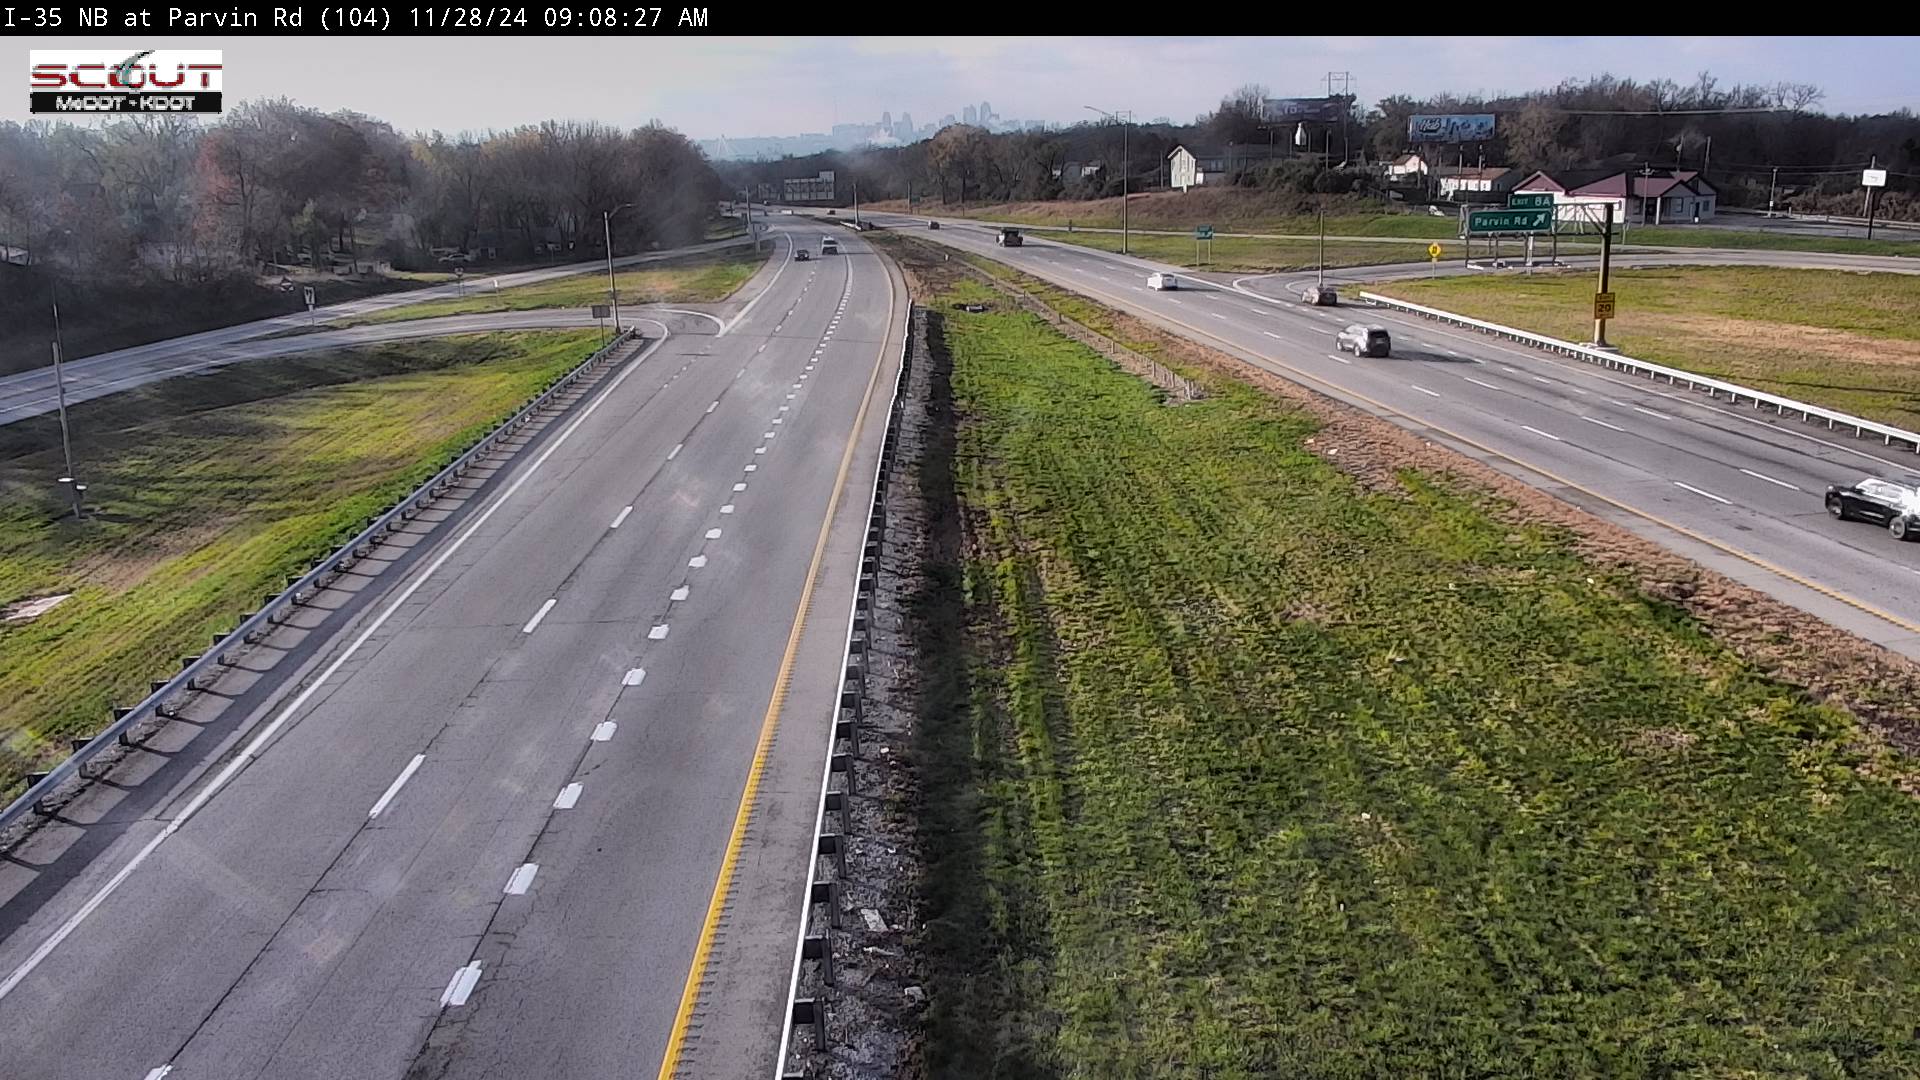 I-35 NB at Parvin Rd (104) 11/28/24 09:08:27 AM
SCOUT
MoDOT - KDOT
EXIT 8A
Parvin Rd
20